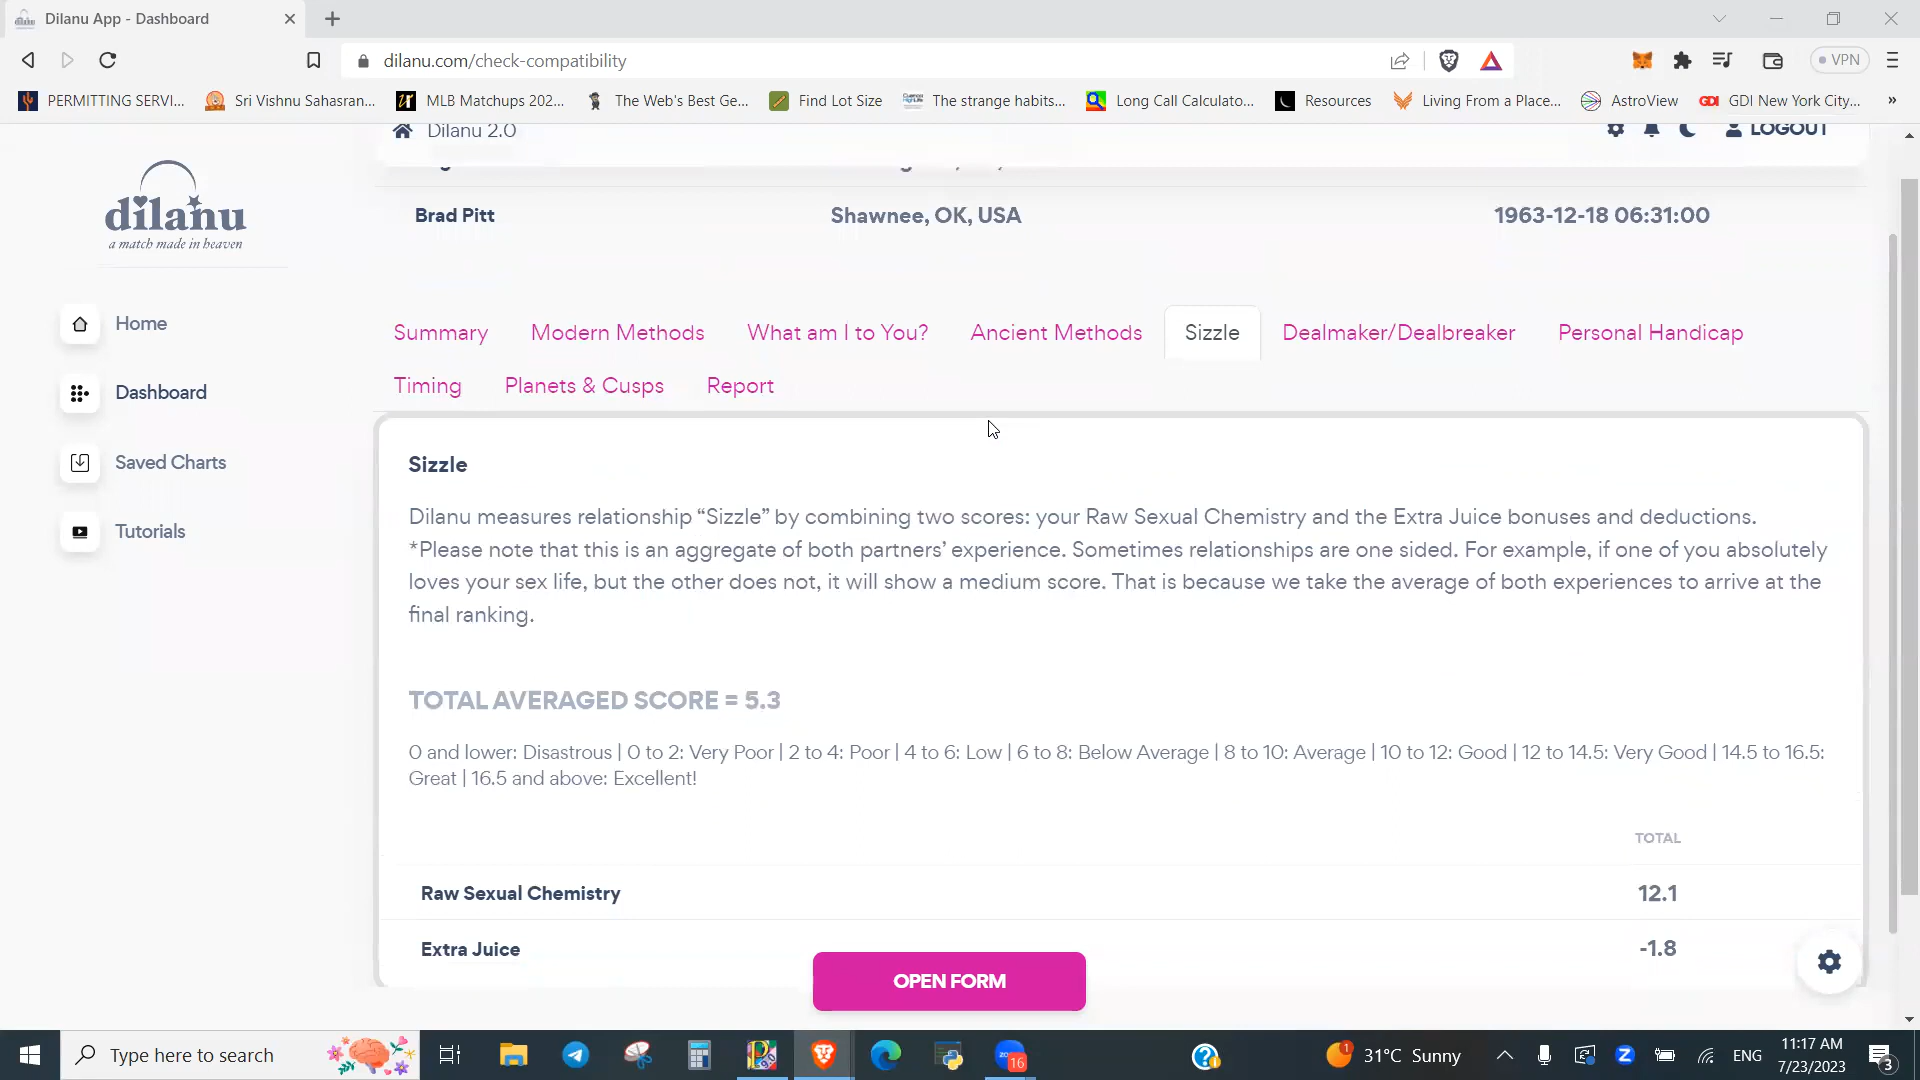 Dilanu App - Dashboard
dilanu.com/check-compatibility
VPN
PERMITTING SERVI...
Sri Vishnu Sahasran...
MLB Matchups 202...
The Web's Best Ge...
Find Lot Size
The strange habits...
Long Call Calculato...
Resources
Living From a Place...
AstroView
GDI New York City...
Dilanu 2.0
LOGOUT
dilanu
a match made in heaven
Brad Pitt
Shawnee, OK, USA
1963-12-18 06:31:00
Home
Dashboard
Saved Charts
Tutorials
Summary
Modern Methods
What am I to You?
Ancient Methods
Sizzle
Dealmaker/Dealbreaker
Personal Handicap
Timing
Planets & Cusps
Report
Sizzle
Dilanu measures relationship “Sizzle” by combining two scores: your Raw Sexual Chemistry and the Extra Juice bonuses and deductions.
*Please note that this is an aggregate of both partners’ experience. Sometimes relationships are one sided. For example, if one of you absolutely
loves your sex life, but the other does not, it will show a medium score. That is because we take the average of both experiences to arrive at the
final ranking.
TOTAL AVERAGED SCORE = 5.3
0 and lower: Disastrous | 0 to 2: Very Poor | 2 to 4: Poor | 4 to 6: Low | 6 to 8: Below Average | 8 to 10: Average | 10 to 12: Good | 12 to 14.5: Very Good | 14.5 to 16.5:
Great | 16.5 and above: Excellent!
TOTAL
Raw Sexual Chemistry
12.1
Extra Juice
-1.8
OPEN FORM
Type here to search
16
31°C Sunny
ENG
11:17 AM
7/23/2023
3